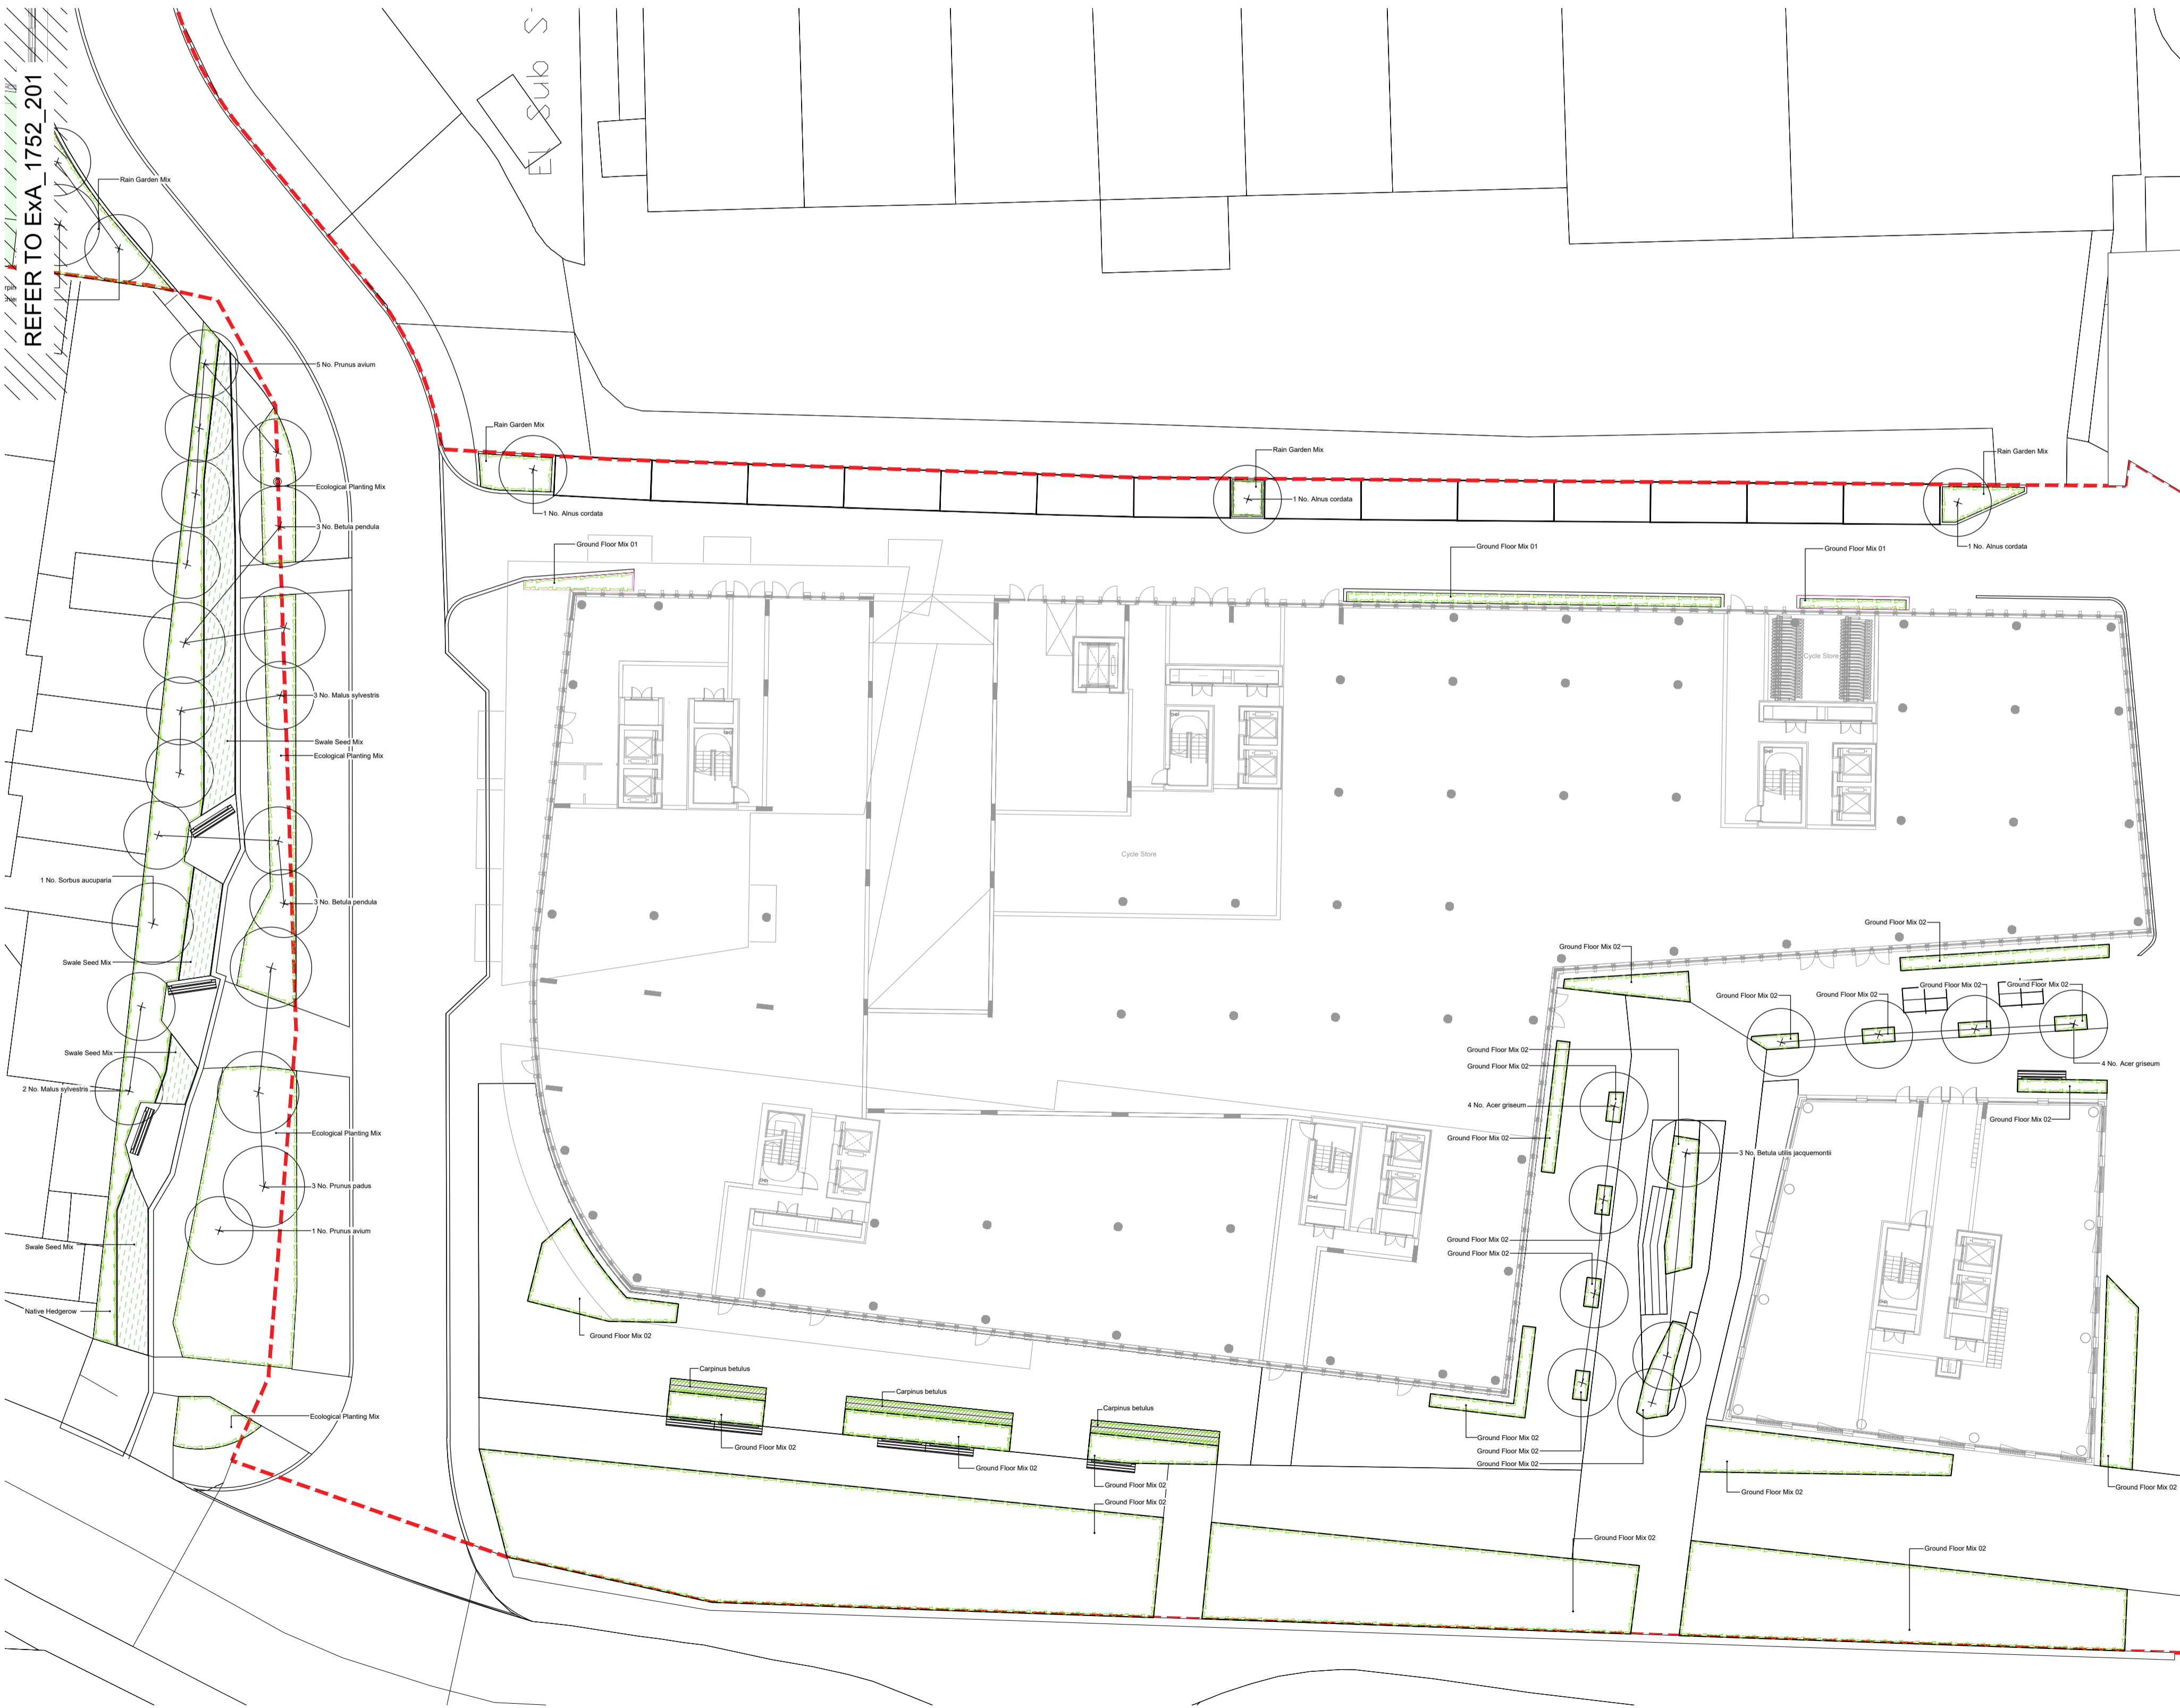 El Sub S
REFER TO ExA_1752_201
Rain Garden Mix
5 No. Prunus avium
Ecological Planting Mix
3 No. Betula pendula
3 No. Malus sylvestris
Swale Seed Mix
Ecological Planting Mix
1 No. Sorbus aucuparia
3 No. Betula pendula
Swale Seed Mix
Swale Seed Mix
2 No. Malus sylvestris
Ecological Planting Mix
3 No. Prunus padus
1 No. Prunus avium
Swale Seed Mix
Native Hedgerow
Ecological Planting Mix
Rain Garden Mix
1 No. Alnus cordata
Rain Garden Mix
1 No. Alnus cordata
Rain Garden Mix
1 No. Alnus cordata
Ground Floor Mix 01
Ground Floor Mix 01
Ground Floor Mix 01
Cycle Store
Cycle Store
Ground Floor Mix 02
Ground Floor Mix 02
Ground Floor Mix 02
Ground Floor Mix 02
Ground Floor Mix 02
Ground Floor Mix 02
Ground Floor Mix 02
Ground Floor Mix 02
4 No. Acer griseum
4 No. Acer griseum
Ground Floor Mix 02
Ground Floor Mix 02
3 No. Betula utilis jacquemontii
Ground Floor Mix 02
Ground Floor Mix 02
Ground Floor Mix 02
Carpinus betulus
Carpinus betulus
Carpinus betulus
Ground Floor Mix 02
Ground Floor Mix 02
Ground Floor Mix 02
Ground Floor Mix 02
Ground Floor Mix 02
Ground Floor Mix 02
Ground Floor Mix 02
Ground Floor Mix 02
Ground Floor Mix 02
Ground Floor Mix 02
Ground Floor Mix 02